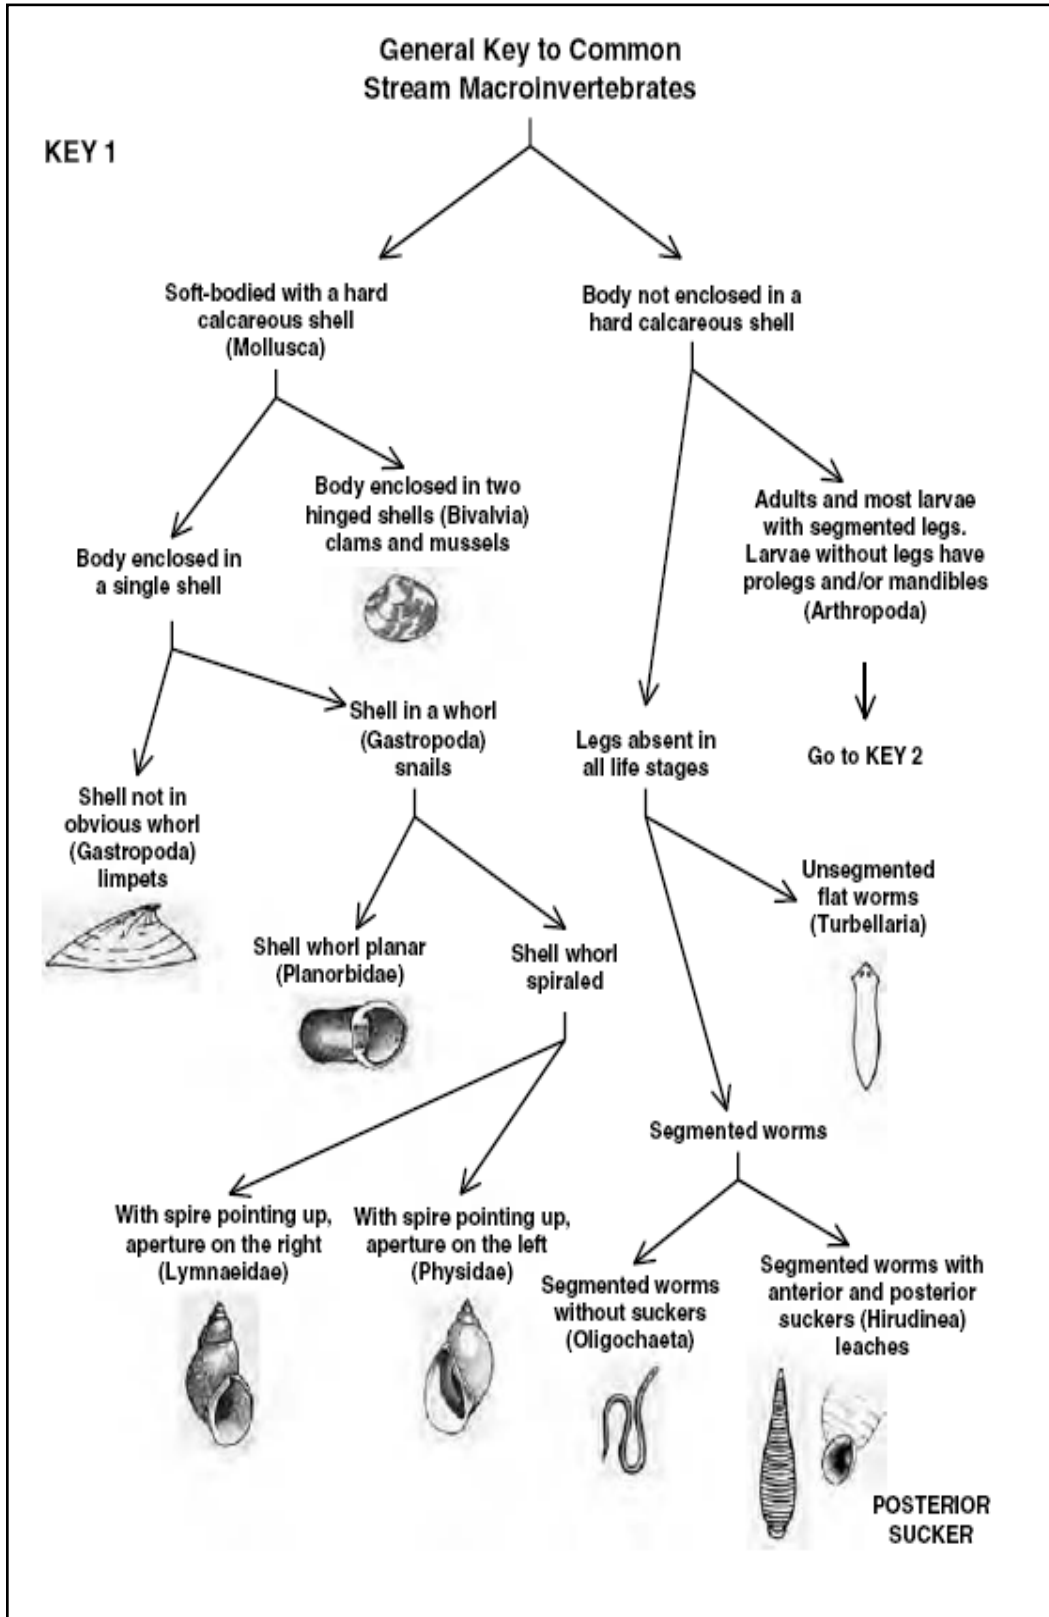 General Key to Common
Stream Macroinvertebrates
KEY 1
Soft-bodied with a hard
calcareous shell
(Mollusca)
Body not enclosed in a
hard calcareous shell
Body enclosed in two
hinged shells (Bivalvia)
clams and mussels
Adults and most larvae
with segmented legs.
Larvae without legs have
prolegs and/or mandibles
(Arthropoda)
Body enclosed in
a single shell
Shell in a whorl
(Gastropoda)
snails
Legs absent in
all life stages
Go to KEY 2
Shell not in
obvious whorl
(Gastropoda)
limpets
Unsegmented
flat worms
(Turbellaria)
Shell whorl planar
(Planorbidae)
Shell whorl
spiraled
Segmented worms
With spire pointing up,
aperture on the right
(Lymnaeidae)
With spire pointing up,
aperture on the left
(Physidae)
Segmented worms
without suckers
(Oligochaeta)
Segmented worms with
anterior and posterior
suckers (Hirudinea)
leaches
POSTERIOR
SUCKER